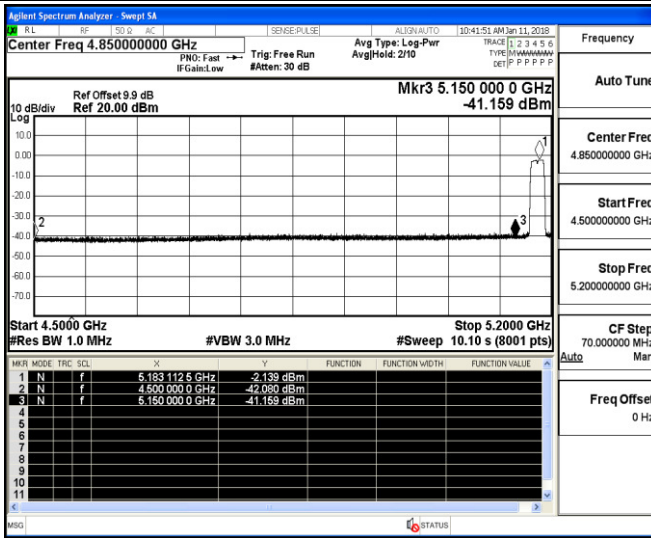 Agilent Spectrum Analyzer - Swept SA
RL RF 50 Ω AC SENSE:PULSE ALIGN AUTO 10:41:51 AM Jan 11, 2018
Center Freq 4.850000000 GHz
PNO: Fast
IFGain:Low
Trig: Free Run
#Atten: 30 dB
Avg Type: Log-Pwr
Avg|Hold: 2/10
TRACE 1 2 3 4 5 6
TYPE M
DET P P P P P P
Ref Offset 9.9 dB
10 dB/div Ref 20.00 dBm
Log
Mkr3 5.150 000 0 GHz
-41.159 dBm
10.0
0.00
-10.0
-20.0
-30.0
-40.0
-50.0
-60.0
-70.0
1
2
3
Start 4.5000 GHz Stop 5.2000 GHz
#Res BW 1.0 MHz #VBW 3.0 MHz #Sweep 10.10 s (8001 pts)
MKR MODE TRC SCL X Y FUNCTION FUNCTION WIDTH FUNCTION VALUE
1 N f 5.183 112 5 GHz -2.139 dBm
2 N f 4.500 000 0 GHz -42.080 dBm
3 N f 5.150 000 0 GHz -41.159 dBm
4
5
6
7
8
9
10
11
MSG STATUS
Frequency
Auto Tune
Center Freq
4.850000000 GHz
Start Freq
4.500000000 GHz
Stop Freq
5.200000000 GHz
CF Step
70.000000 MHz
Auto Man
Freq Offset
0 Hz